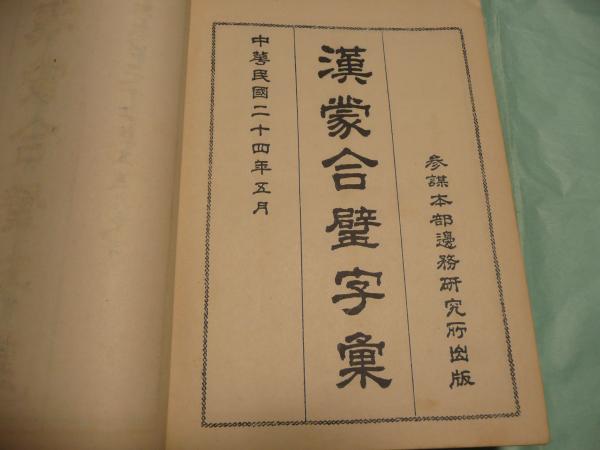 參謀本部邊務研究所出版
漢蒙合璧字彙
中華民國二十四年五月